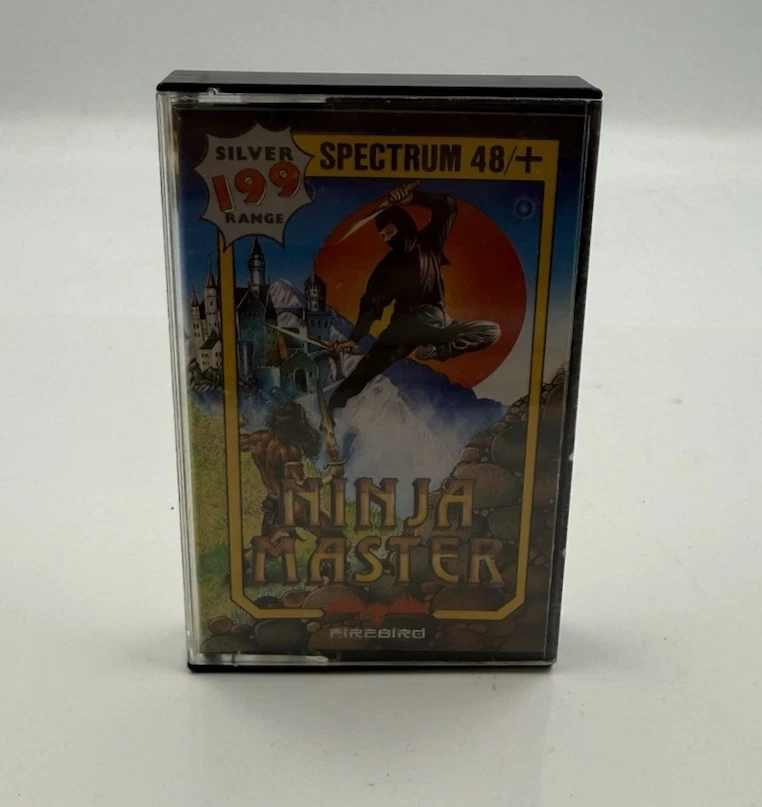 SILVER
199
RANGE
SPECTRUM 48/+
NINJA
MASTER
FIREBIRD